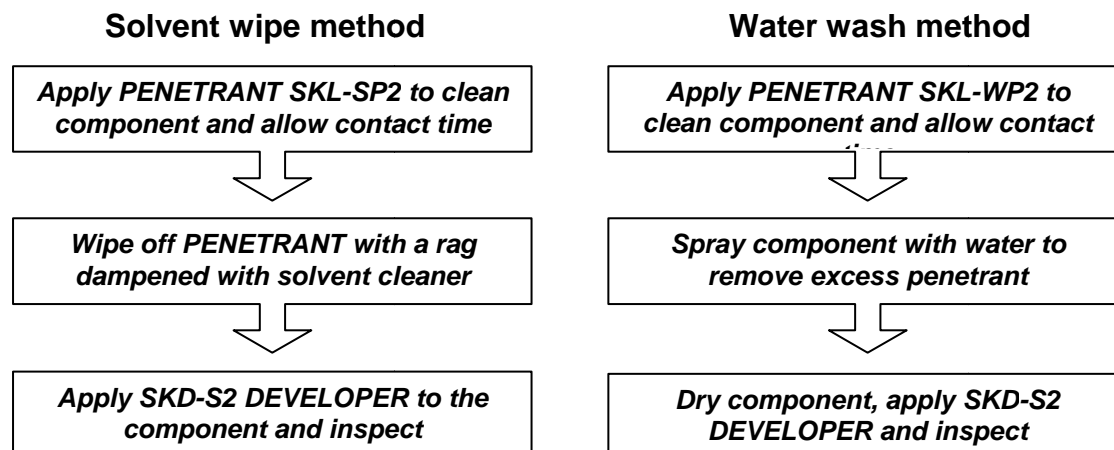 Solvent wipe method
Apply PENETRANT SKL-SP2 to clean
component and allow contact time
Wipe off PENETRANT with a rag
dampened with solvent cleaner
Apply SKD-S2 DEVELOPER to the
component and inspect
Water wash method
Apply PENETRANT SKL-WP2 to
clean component and allow contact
time
Spray component with water to
remove excess penetrant
Dry component, apply SKD-S2
DEVELOPER and inspect